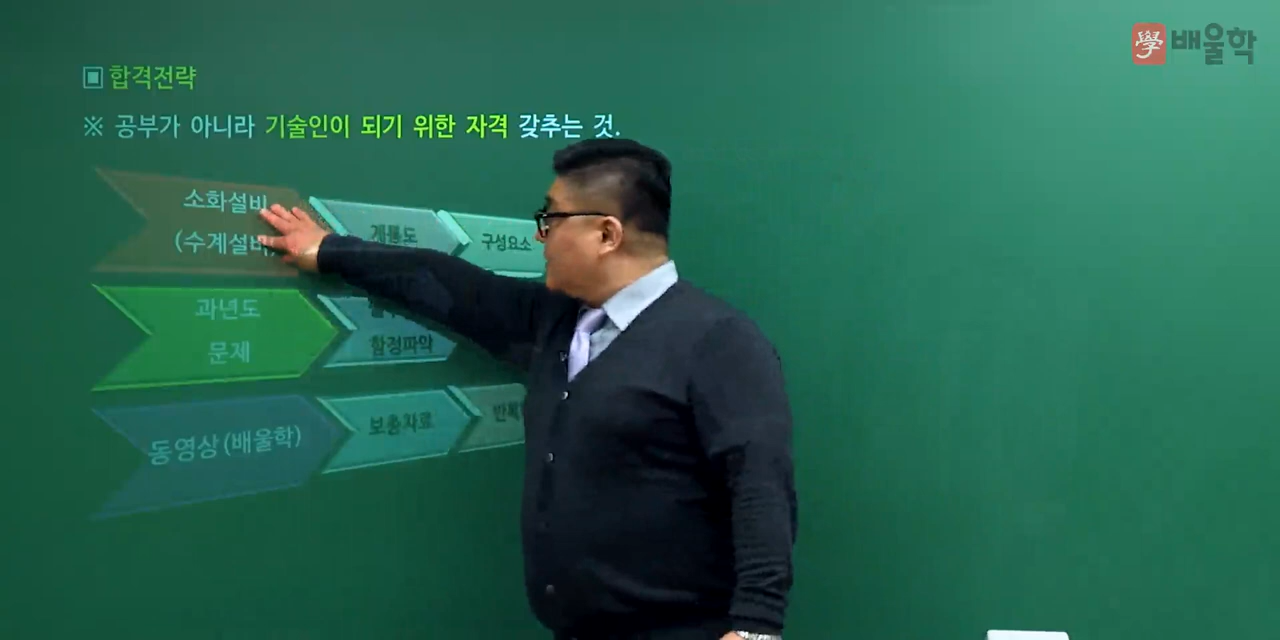 學 배울학
합격전략
※ 공부가 아니라 기술인이 되기 위한 자격 갖추는 것.
소화설비
(수계설비)
계통도
구성요소
과년도
문제
함정파악
동영상(배울학)
보충자료